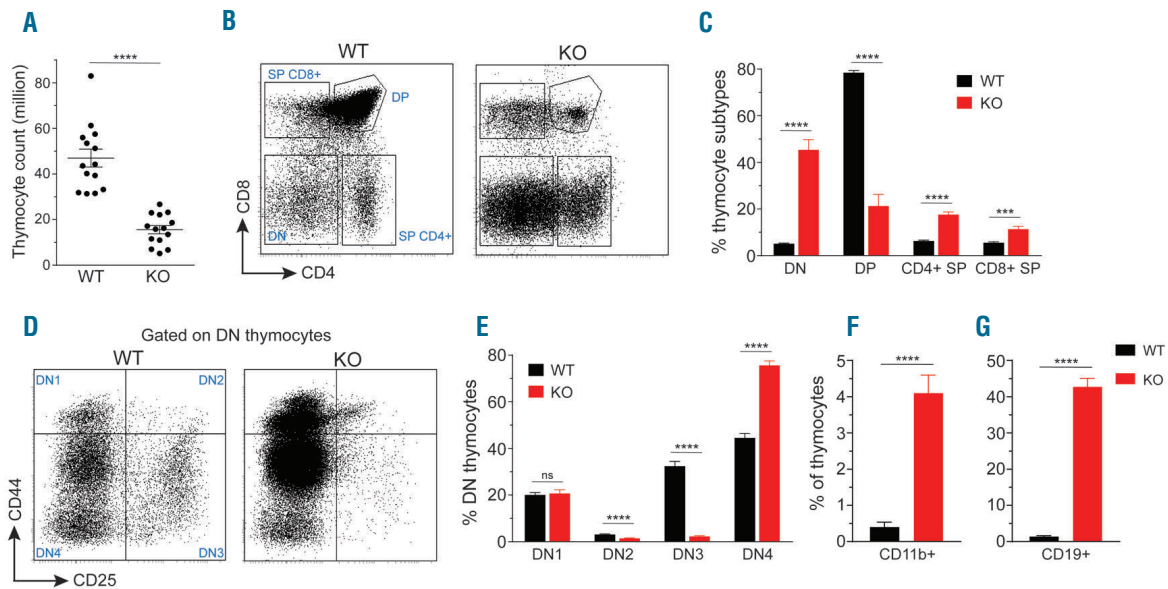 A
****
Thymocyte count (million)
100
80
60
40
20
0
WT
KO
B
WT
KO
SP CD8+
DP
DN
SP CD4+
CD8
CD4
C
WT
KO
% thymocyte subtypes
80
60
40
20
0
****
****
****
***
DN
DP
CD4+ SP
CD8+ SP
D
Gated on DN thymocytes
WT
KO
DN1
DN2
DN4
DN3
CD44
CD25
E
WT
KO
% DN thymocytes
80
60
40
20
0
ns
****
****
****
DN1
DN2
DN3
DN4
F
****
% of thymocytes
5
4
3
2
1
0
CD11b+
G
****
50
40
30
20
10
0
CD19+
WT
KO